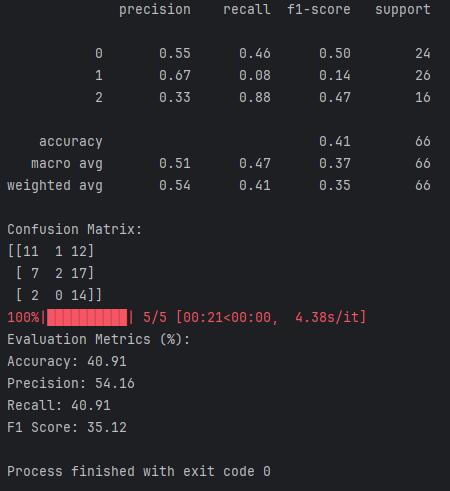 precision    recall  f1-score   support
0       0.55      0.46      0.50        24
1       0.67      0.08      0.14        26
2       0.33      0.88      0.47        16
accuracy                           0.41        66
macro avg       0.51      0.47      0.37        66
weighted avg       0.54      0.41      0.35        66
Confusion Matrix:
[[11  1 12]
 [ 7  2 17]
 [ 2  0 14]]
100%|██████████| 5/5 [00:21<00:00,  4.38s/it]
Evaluation Metrics (%):
Accuracy: 40.91
Precision: 54.16
Recall: 40.91
F1 Score: 35.12
Process finished with exit code 0